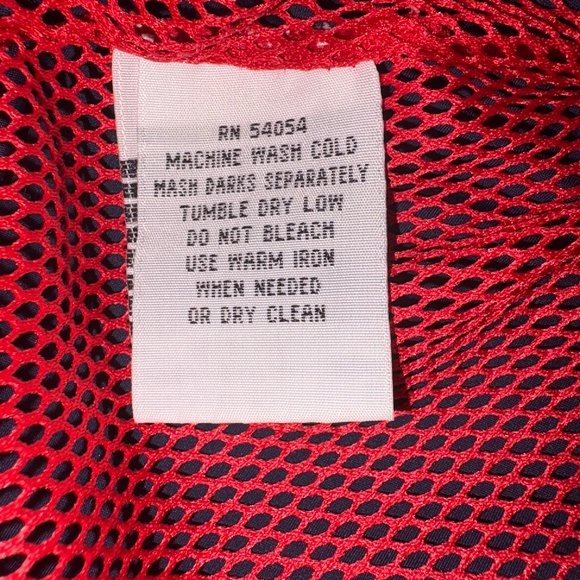 RN 54054
MACHINE WASH COLD
WASH DARKS SEPARATELY
TUMBLE DRY LOW
DO NOT BLEACH
USE WARM IRON
WHEN NEEDED
OR DRY CLEAN